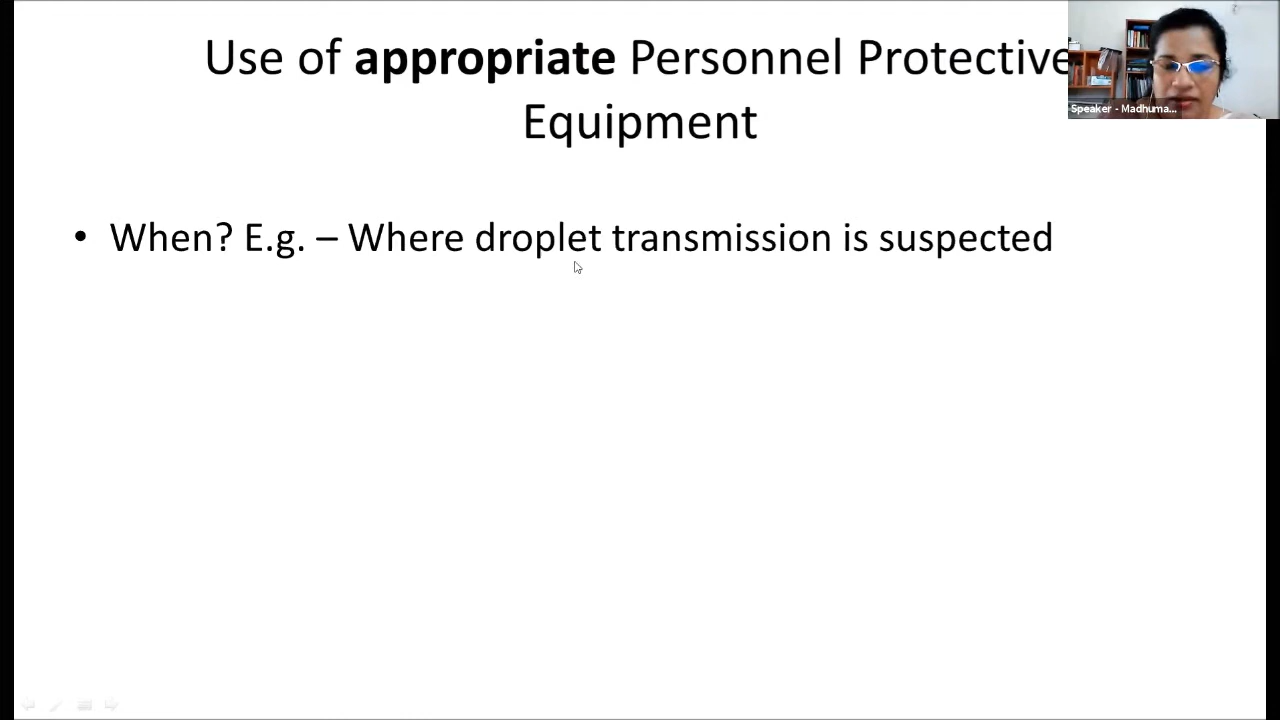 Use of appropriate Personnel Protective
Equipment
Speaker - Madhuma...
• When? E.g. – Where droplet transmission is suspected